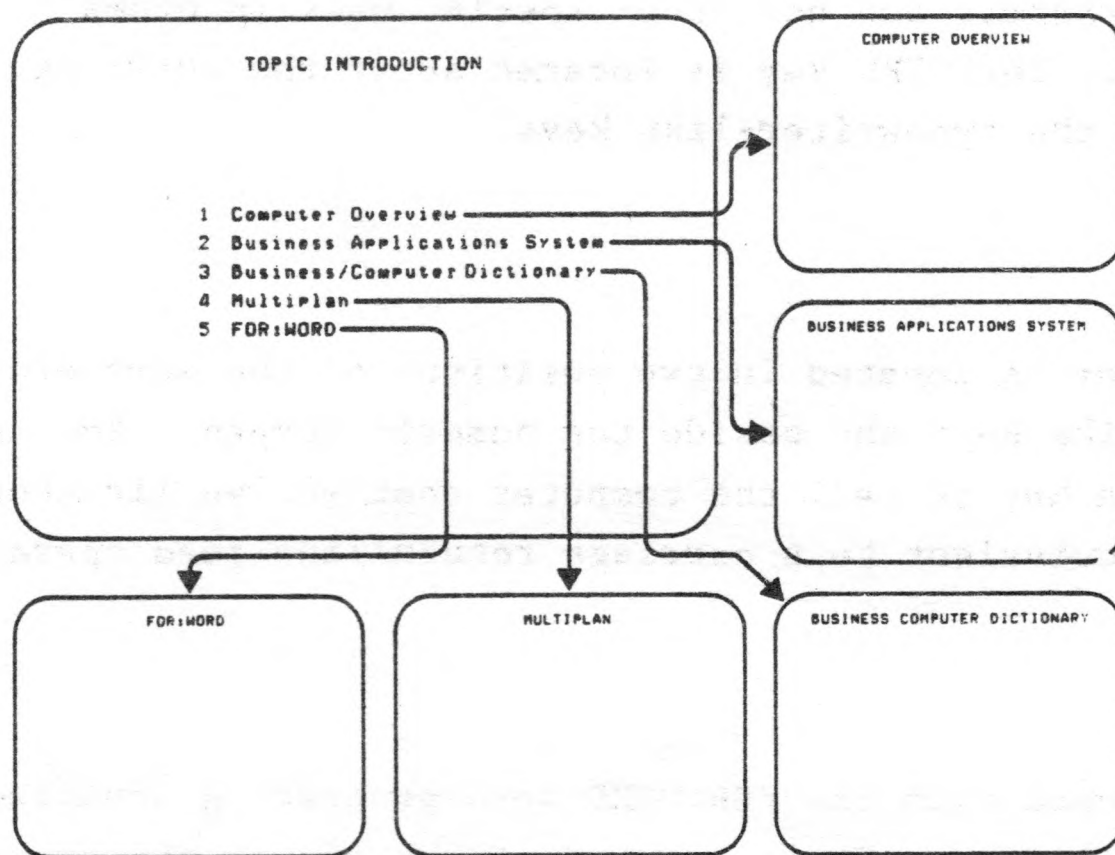 TOPIC INTRODUCTION
1 Computer Overview
2 Business Applications System
3 Business/Computer Dictionary
4 Multiplan
5 FOR:WORD
COMPUTER OVERVIEW
BUSINESS APPLICATIONS SYSTEM
FOR:WORD
MULTIPLAN
BUSINESS COMPUTER DICTIONARY